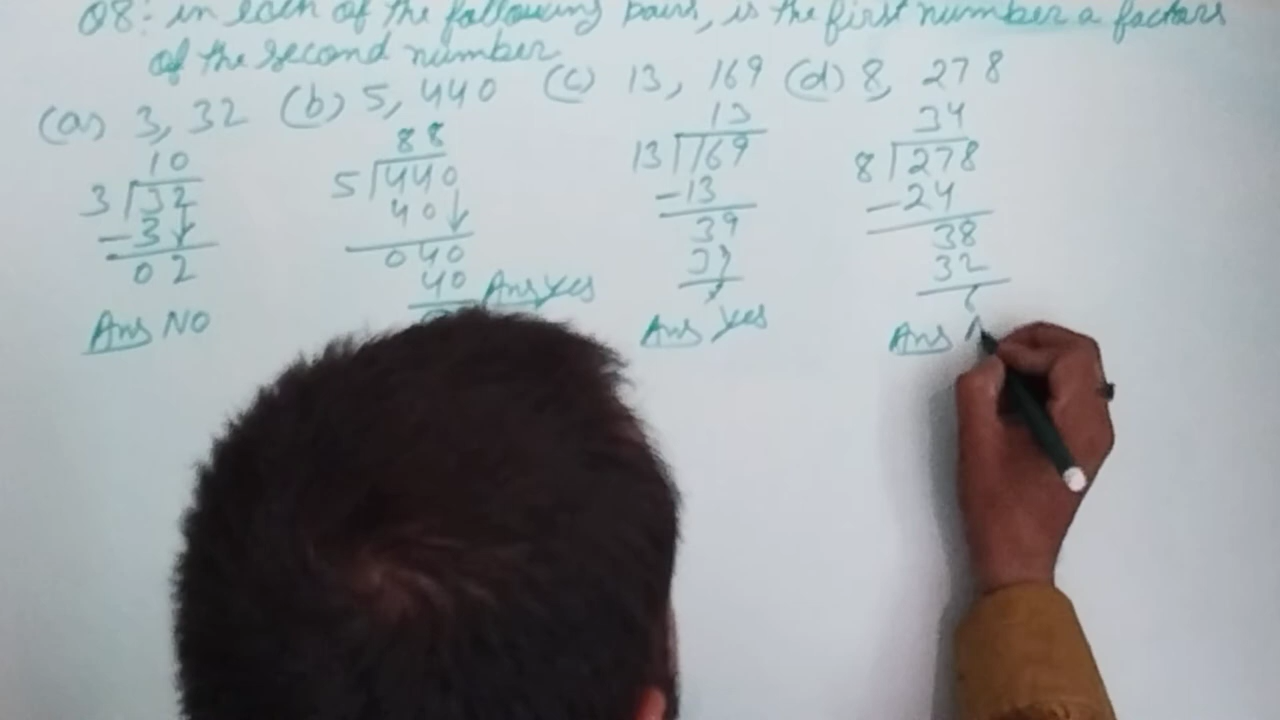 Q8:- in each of the following pairs, is the first number a factors
of the second number
(a) 3, 32 (b) 5, 440 (c) 13, 169 (d) 8, 278
10
3 32
-3
02
Ans NO
88
5 440
40
040
40
Ans yes
13
13 169
-13
39
39
Ans yes
34
8 278
-24
38
32
6
Ans